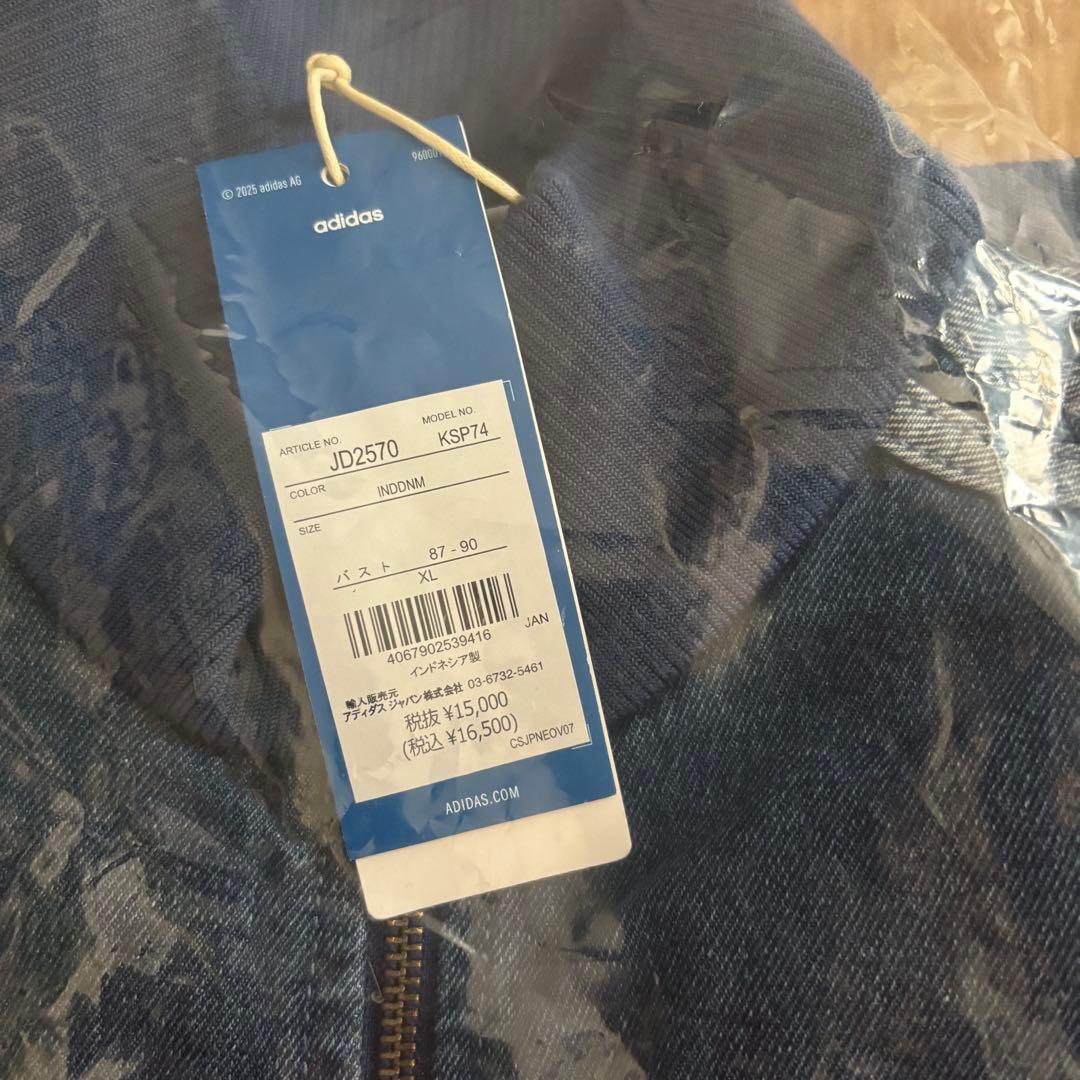 © 2025 adidas AG
adidas
ARTICLE NO. MODEL NO.
JD2570 KSP74
COLOR INDDNM
SIZE
バスト 87 - 90
XL
4067902539416 JAN
インドネシア製
輸入販売元
アディダス ジャパン株式会社 03-6732-5461
税抜 ¥15,000
(税込 ¥16,500)
CSJPNEOV07
ADIDAS.COM